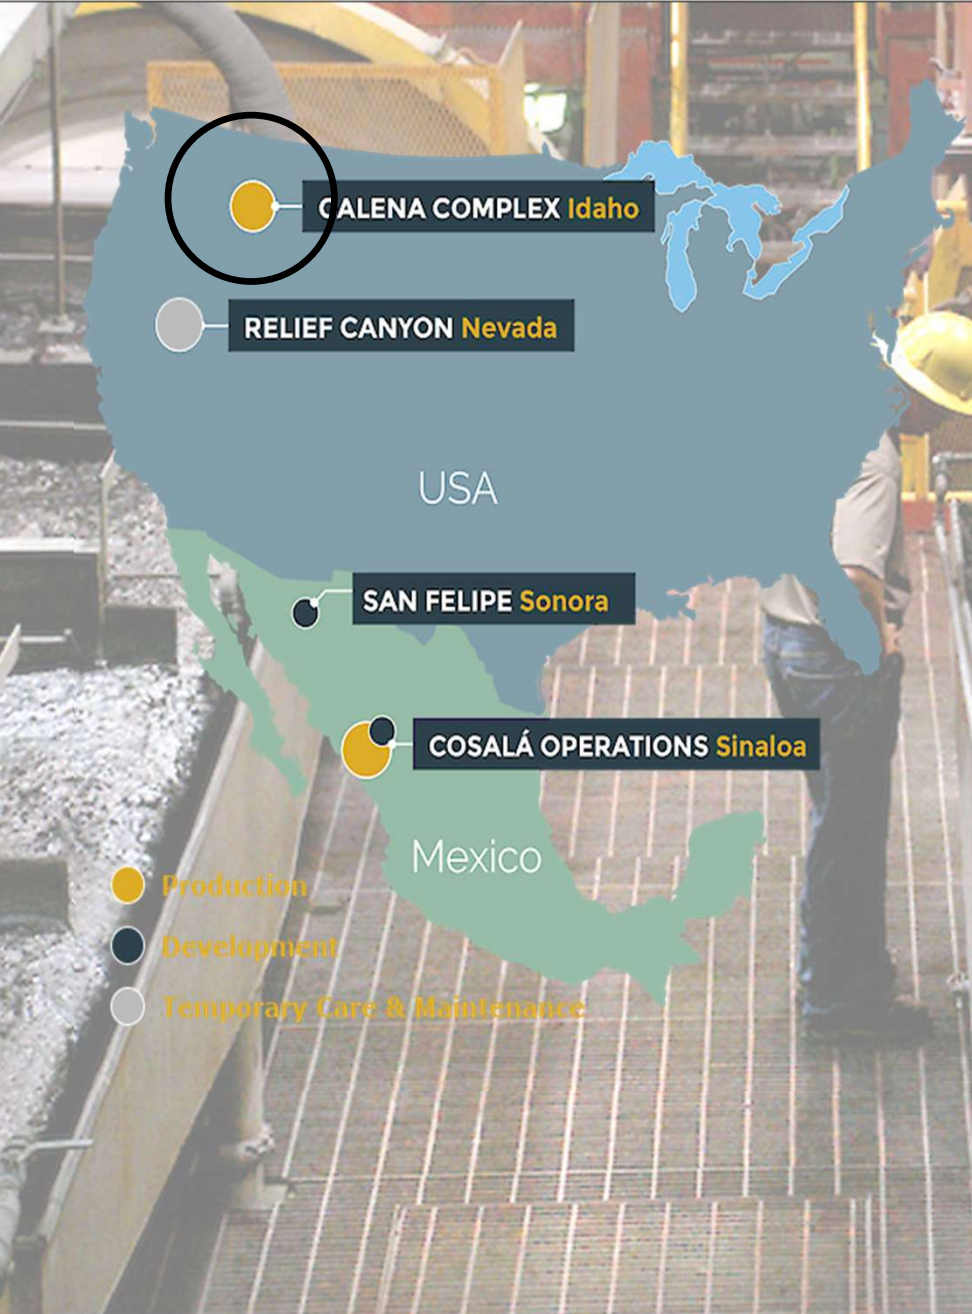 GALENA COMPLEX Idaho
RELIEF CANYON Nevada
USA
SAN FELIPE Sonora
COSALÁ OPERATIONS Sinaloa
Mexico
Production
Development
Temporary Care & Maintenance